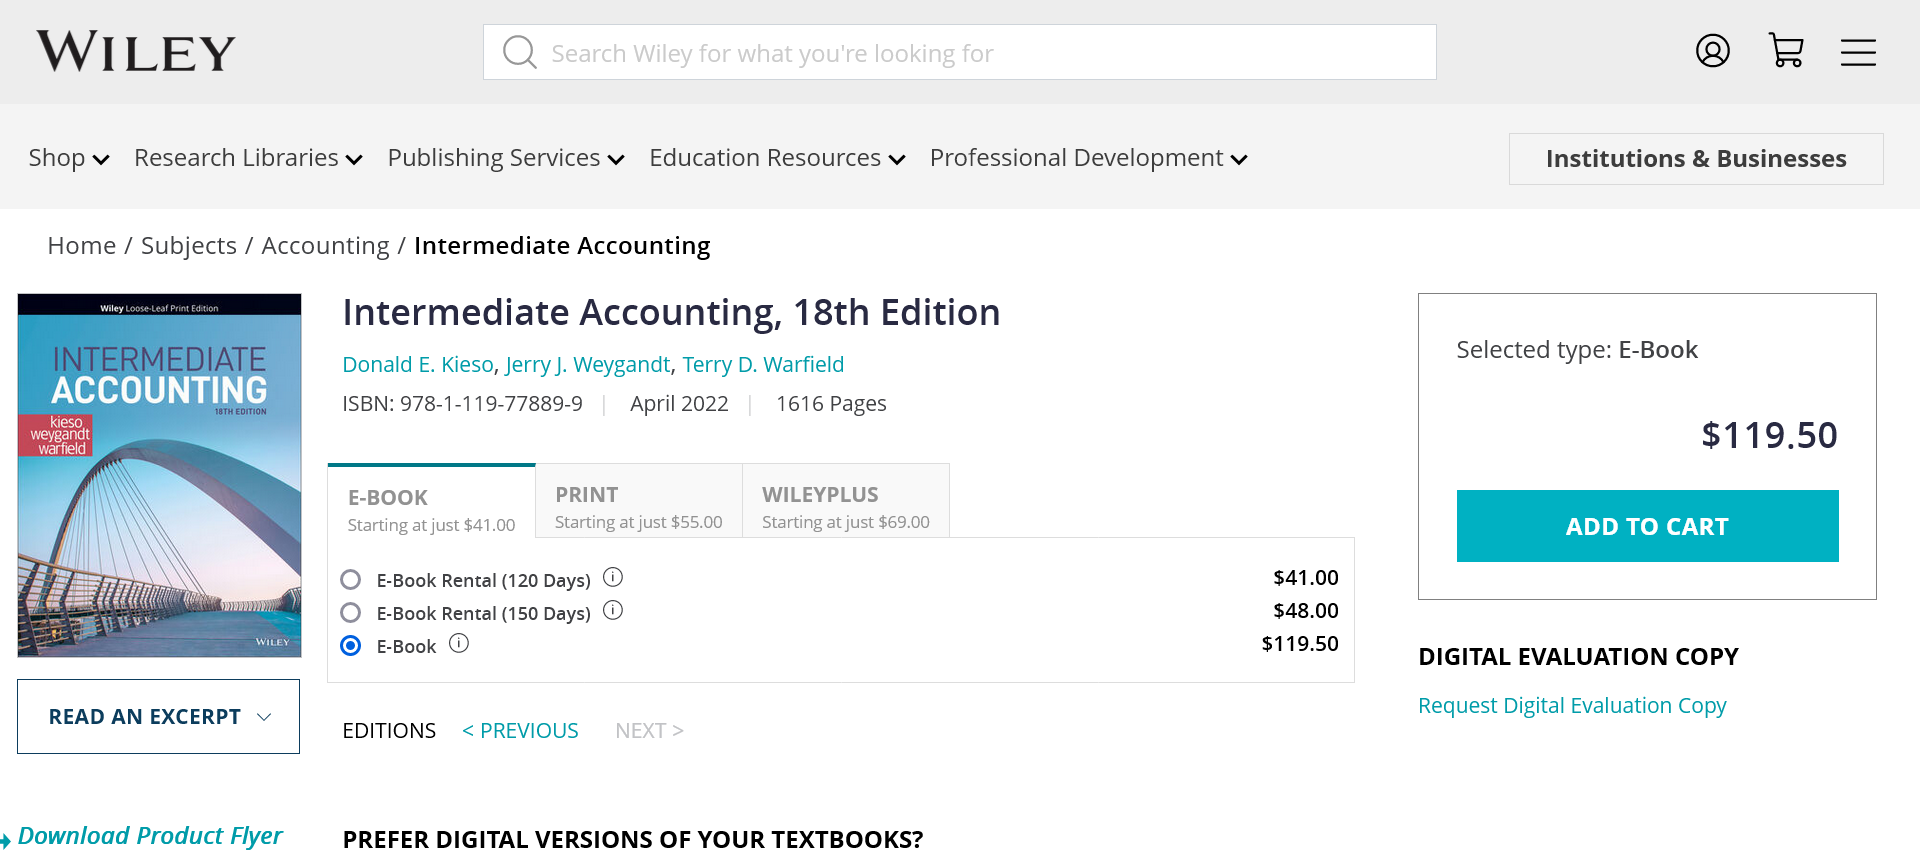 WILEY
Search Wiley for what you're looking for
Shop Research Libraries Publishing Services Education Resources Professional Development Institutions & Businesses
Home / Subjects / Accounting / Intermediate Accounting
Wiley Loose-Leaf Print Edition
INTERMEDIATE
ACCOUNTING
18TH EDITION
kieso
weygandt
warfield
WILEY
READ AN EXCERPT
Download Product Flyer
Intermediate Accounting, 18th Edition
Donald E. Kieso, Jerry J. Weygandt, Terry D. Warfield
ISBN: 978-1-119-77889-9 | April 2022 | 1616 Pages
E-BOOK
Starting at just $41.00
PRINT
Starting at just $55.00
WILEYPLUS
Starting at just $69.00
E-Book Rental (120 Days) $41.00
E-Book Rental (150 Days) $48.00
E-Book $119.50
EDITIONS < PREVIOUS NEXT >
PREFER DIGITAL VERSIONS OF YOUR TEXTBOOKS?
Selected type: E-Book
$119.50
ADD TO CART
DIGITAL EVALUATION COPY
Request Digital Evaluation Copy